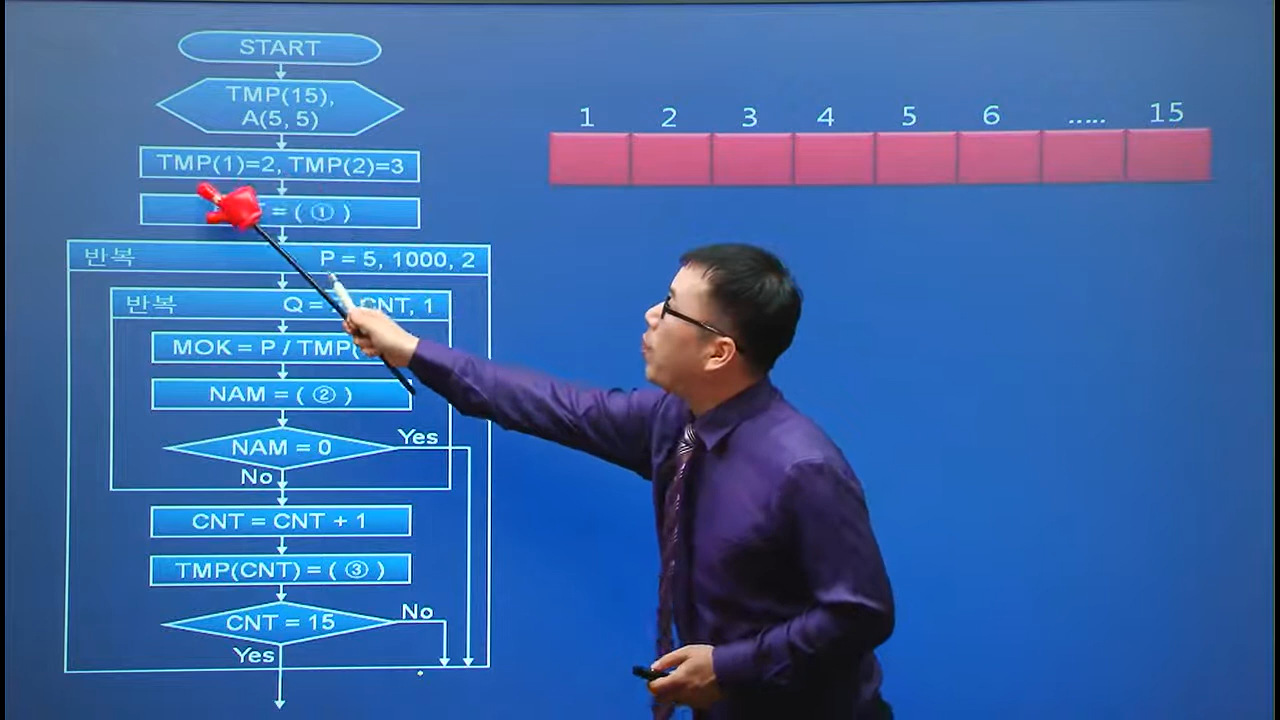 START
TMP(15),
A(5, 5)
TMP(1)=2, TMP(2)=3
= ( ① )
반복 P = 5, 1000, 2
반복 Q = CNT, 1
MOK = P / TMP(
NAM = ( ② )
NAM = 0
Yes
No
CNT = CNT + 1
TMP(CNT) = ( ③ )
CNT = 15
No
Yes
1 2 3 4 5 6 ..... 15